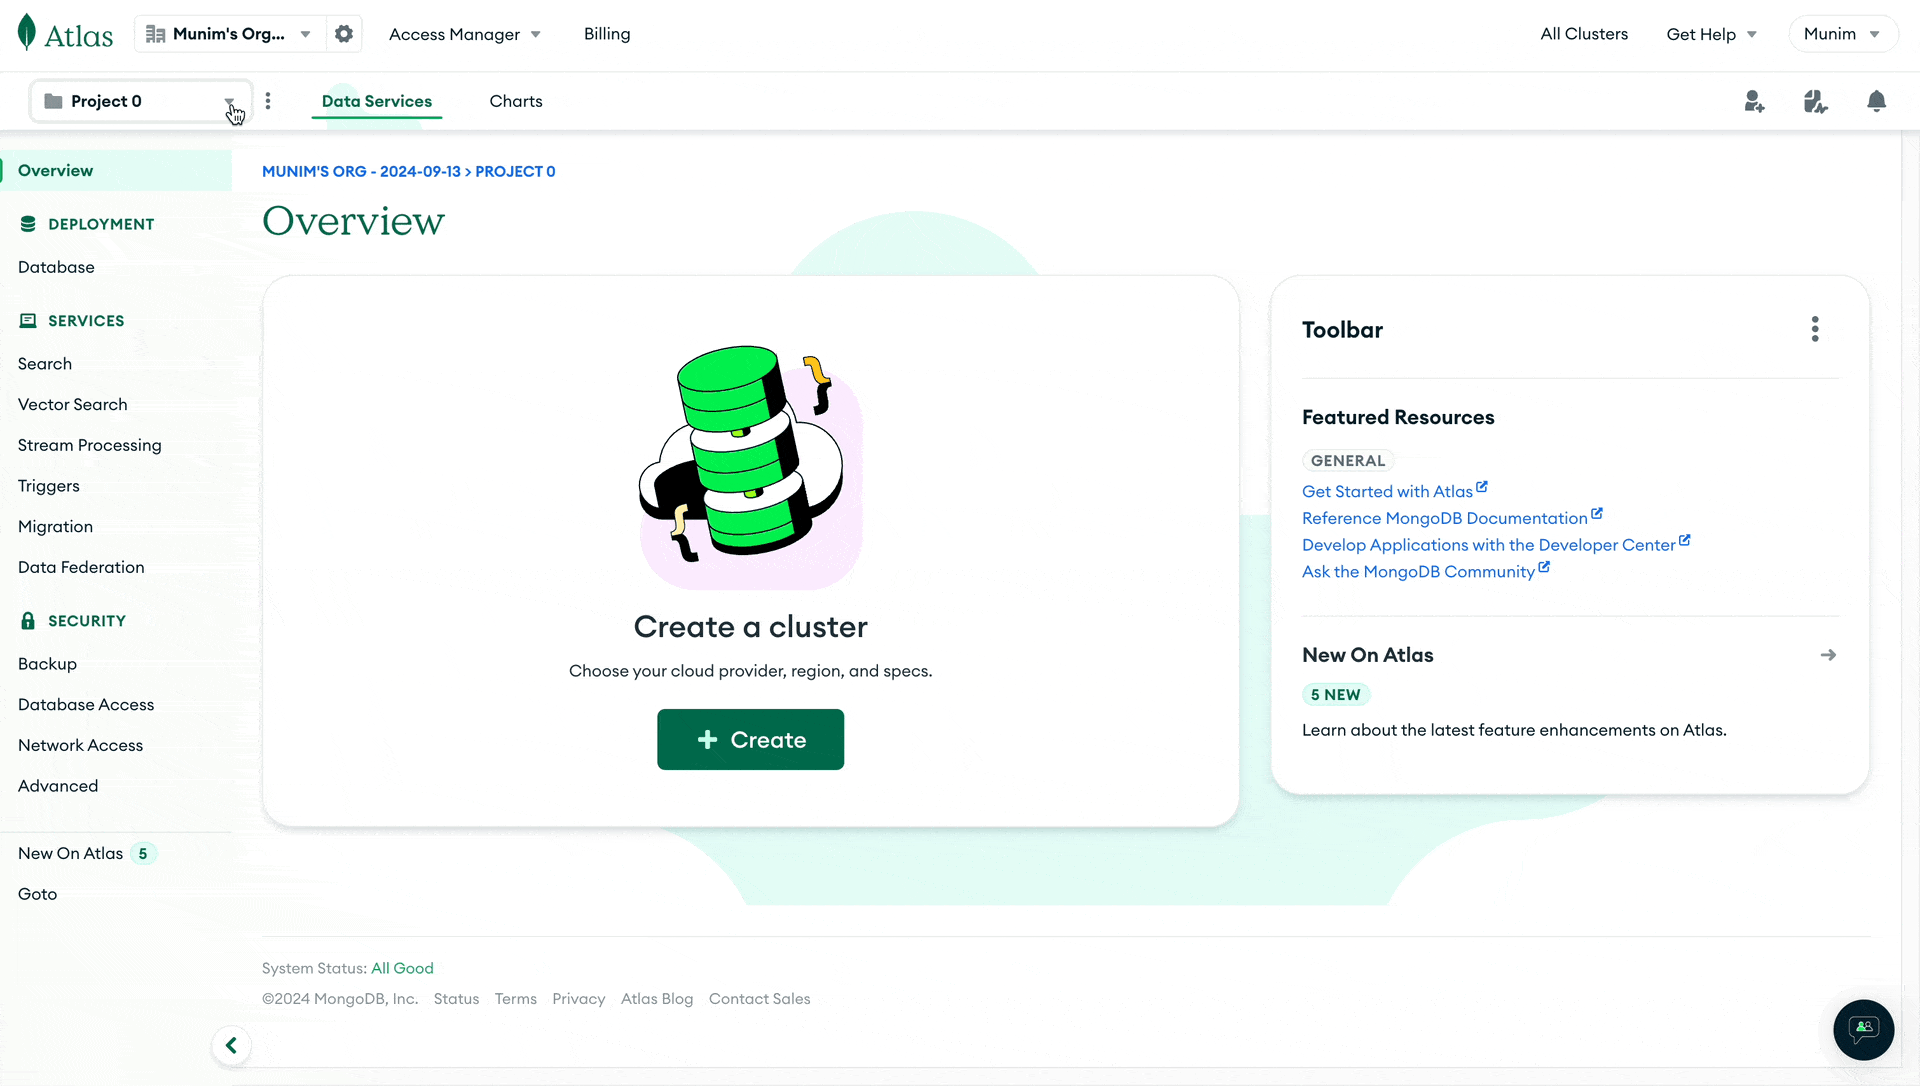 Atlas
Munim's Org...
Access Manager
Billing
All Clusters
Get Help
Munim
Project 0
Data Services
Charts
Overview
DEPLOYMENT
Database
SERVICES
Search
Vector Search
Stream Processing
Triggers
Migration
Data Federation
SECURITY
Backup
Database Access
Network Access
Advanced
New On Atlas 5
Goto
MUNIM'S ORG - 2024-09-13 > PROJECT 0
Overview
Create a cluster
Choose your cloud provider, region, and specs.
+ Create
Toolbar
Featured Resources
GENERAL
Get Started with Atlas
Reference MongoDB Documentation
Develop Applications with the Developer Center
Ask the MongoDB Community
New On Atlas
5 NEW
Learn about the latest feature enhancements on Atlas.
System Status: All Good
©2024 MongoDB, Inc. Status Terms Privacy Atlas Blog Contact Sales